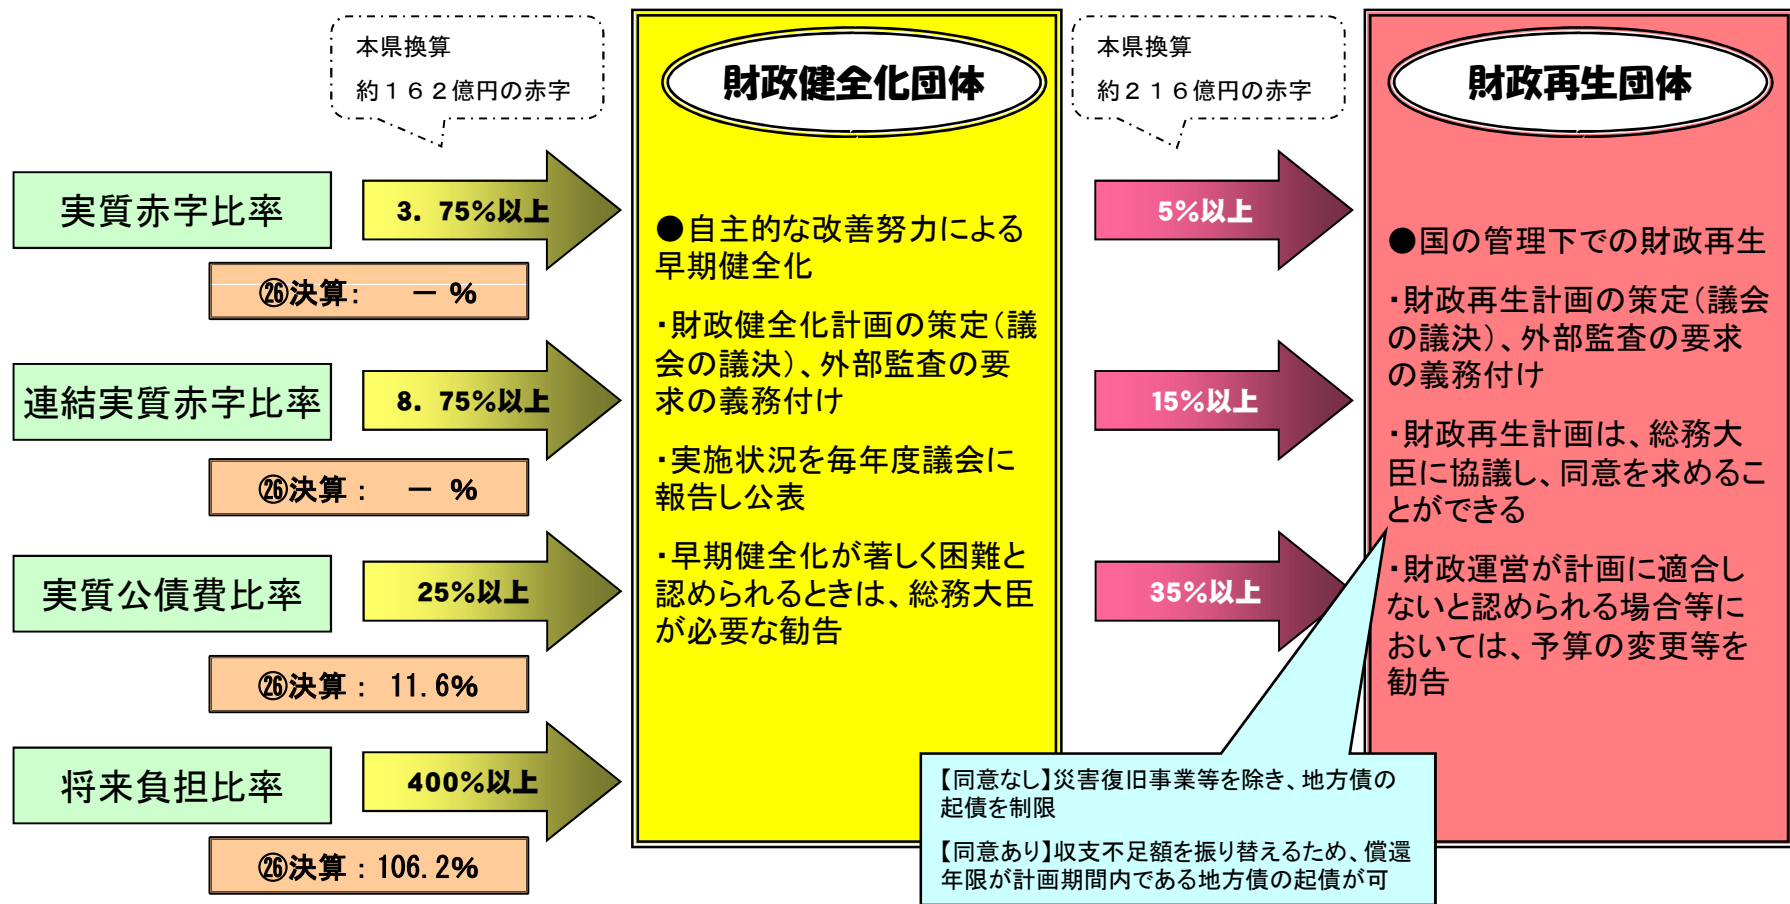 本県換算
約１６２億円の赤字
実質赤字比率
3．75%以上
㉖決算：　－ %
連結実質赤字比率
8．75%以上
㉖決算：　－ %
実質公債費比率
25%以上
㉖決算：11.6%
将来負担比率
400%以上
㉖決算：106.2%
財政健全化団体
●自主的な改善努力による
早期健全化
・財政健全化計画の策定（議
会の議決）、外部監査の要
求の義務付け
・実施状況を毎年度議会に
報告し公表
・早期健全化が著しく困難と
認められるときは、総務大臣
が必要な勧告
本県換算
約２１６億円の赤字
5%以上
15%以上
35%以上
財政再生団体
●国の管理下での財政再生
・財政再生計画の策定（議会
の議決）、外部監査の要求
の義務付け
・財政再生計画は、総務大
臣に協議し、同意を求めるこ
とができる
・財政運営が計画に適合し
ないと認められる場合等に
おいては、予算の変更等を
勧告
【同意なし】災害復旧事業等を除き、地方債の
起債を制限
【同意あり】収支不足額を振り替えるため、償還
年限が計画期間内である地方債の起債が可